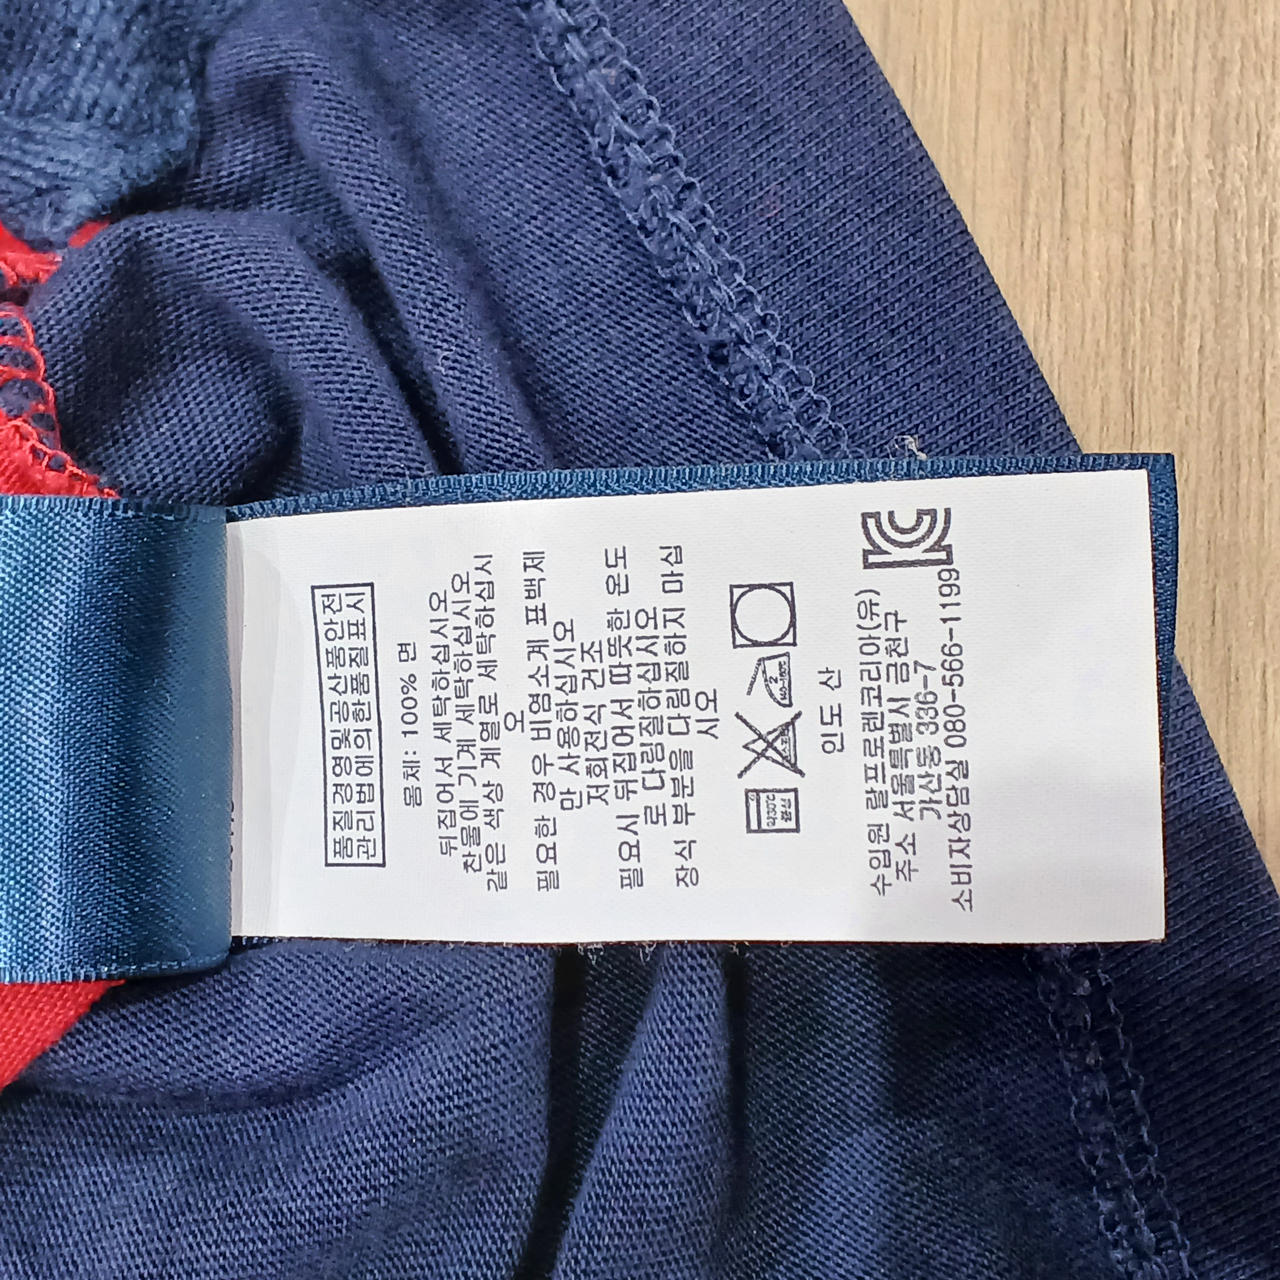 품질경영및공산품안전
관리법에의한품질표시
몸체: 100% 면
뒤집어서 세탁하십시오
찬물에 기계 세탁하십시오
같은 색상 계열로 세탁하십시
오
필요한 경우 비염소계 표백제
만 사용하십시오
저회전식 건조
필요시 뒤집어서 따뜻한 온도
로 다림질하십시오
장식 부분을 다림질하지 마십
시오
약30℃
중성
2
인도 산
수입원 랄프로렌코리아(유)
주소 서울특별시 금천구
가산동 336-7
소비자상담실 080-566-1199